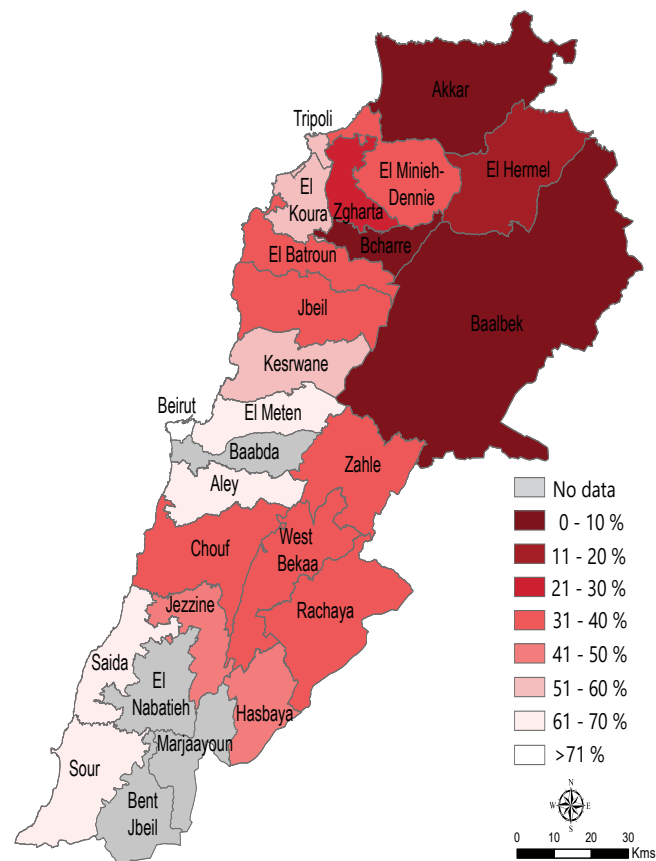 Akkar
Tripoli
El Minieh-
Dennie
El Hermel
El
Koura
Zgharta
Bcharre
El Batroun
Jbeil
Baalbek
Kesrwane
Beirut
El Meten
Baabda
Zahle
Aley
Chouf
West
Bekaa
Jezzine
Rachaya
Saida
El
Nabatieh
Hasbaya
Marjaayoun
Sour
Bent
Jbeil
No data
0 - 10 %
11 - 20 %
21 - 30 %
31 - 40 %
41 - 50 %
51 - 60 %
61 - 70 %
>71 %
N
W E
S
0 10 20 30
Kms